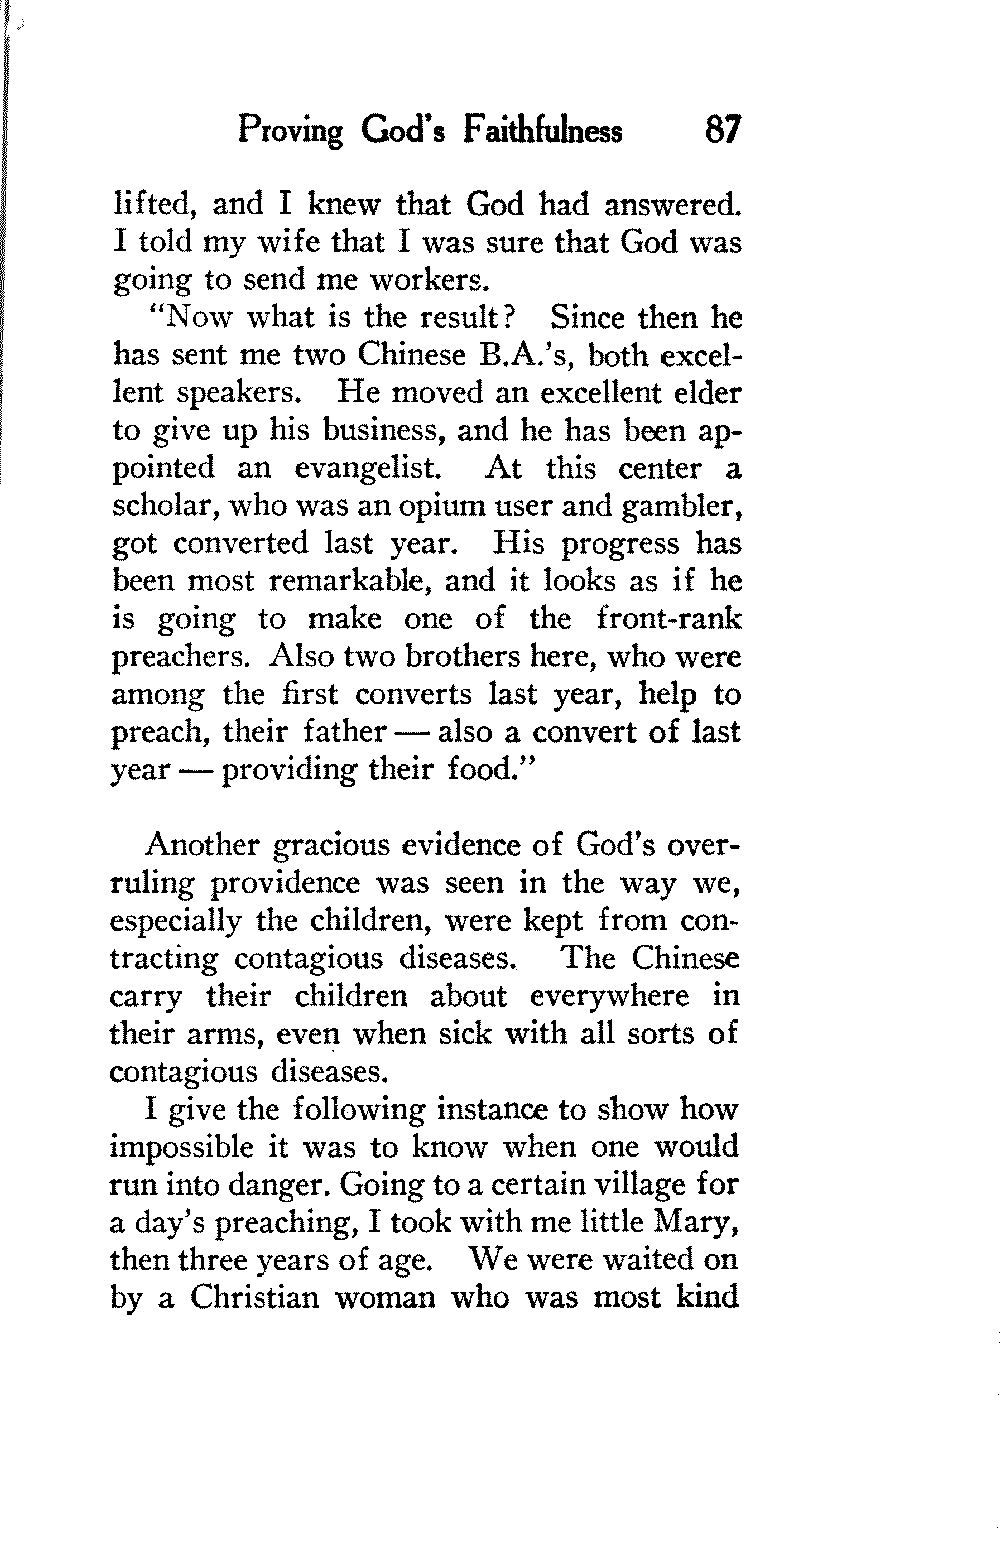 Proving God's Faithfulness 87
lifted, and I knew that God had answered.
I told my wife that I was sure that God was
going to send me workers.
“Now what is the result? Since then he
has sent me two Chinese B.A.'s, both excel-
lent speakers. He moved an excellent elder
to give up his business, and he has been ap-
pointed an evangelist. At this center a
scholar, who was an opium user and gambler,
got converted last year. His progress has
been most remarkable, and it looks as if he
is going to make one of the front-rank
preachers. Also two brothers here, who were
among the first converts last year, help to
preach, their father — also a convert of last
year — providing their food.”
Another gracious evidence of God's over-
ruling providence was seen in the way we,
especially the children, were kept from con-
tracting contagious diseases. The Chinese
carry their children about everywhere in
their arms, even when sick with all sorts of
contagious diseases.
I give the following instance to show how
impossible it was to know when one would
run into danger. Going to a certain village for
a day's preaching, I took with me little Mary,
then three years of age. We were waited on
by a Christian woman who was most kind